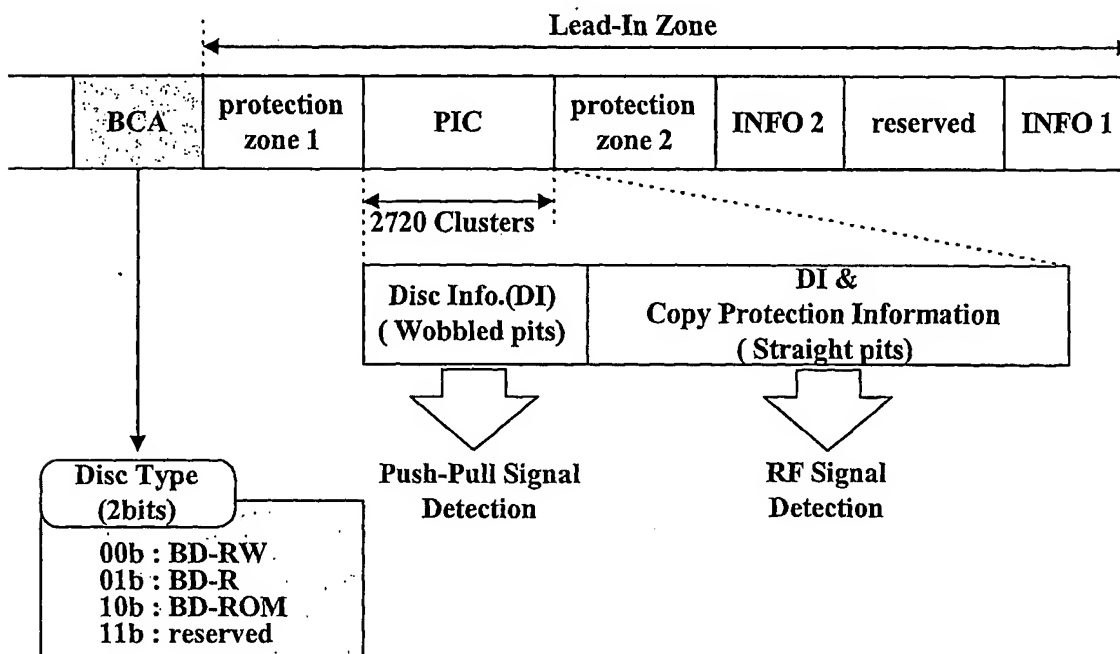 Lead-In Zone
BCA
protection
zone 1
PIC
protection
zone 2
INFO 2
reserved
INFO 1
2720 Clusters
Disc Info.(DI)
( Wobbled pits)
DI &
Copy Protection Information
( Straight pits)
Push-Pull Signal
Detection
RF Signal
Detection
Disc Type
(2bits)
00b : BD-RW
01b : BD-R
10b : BD-ROM
11b : reserved